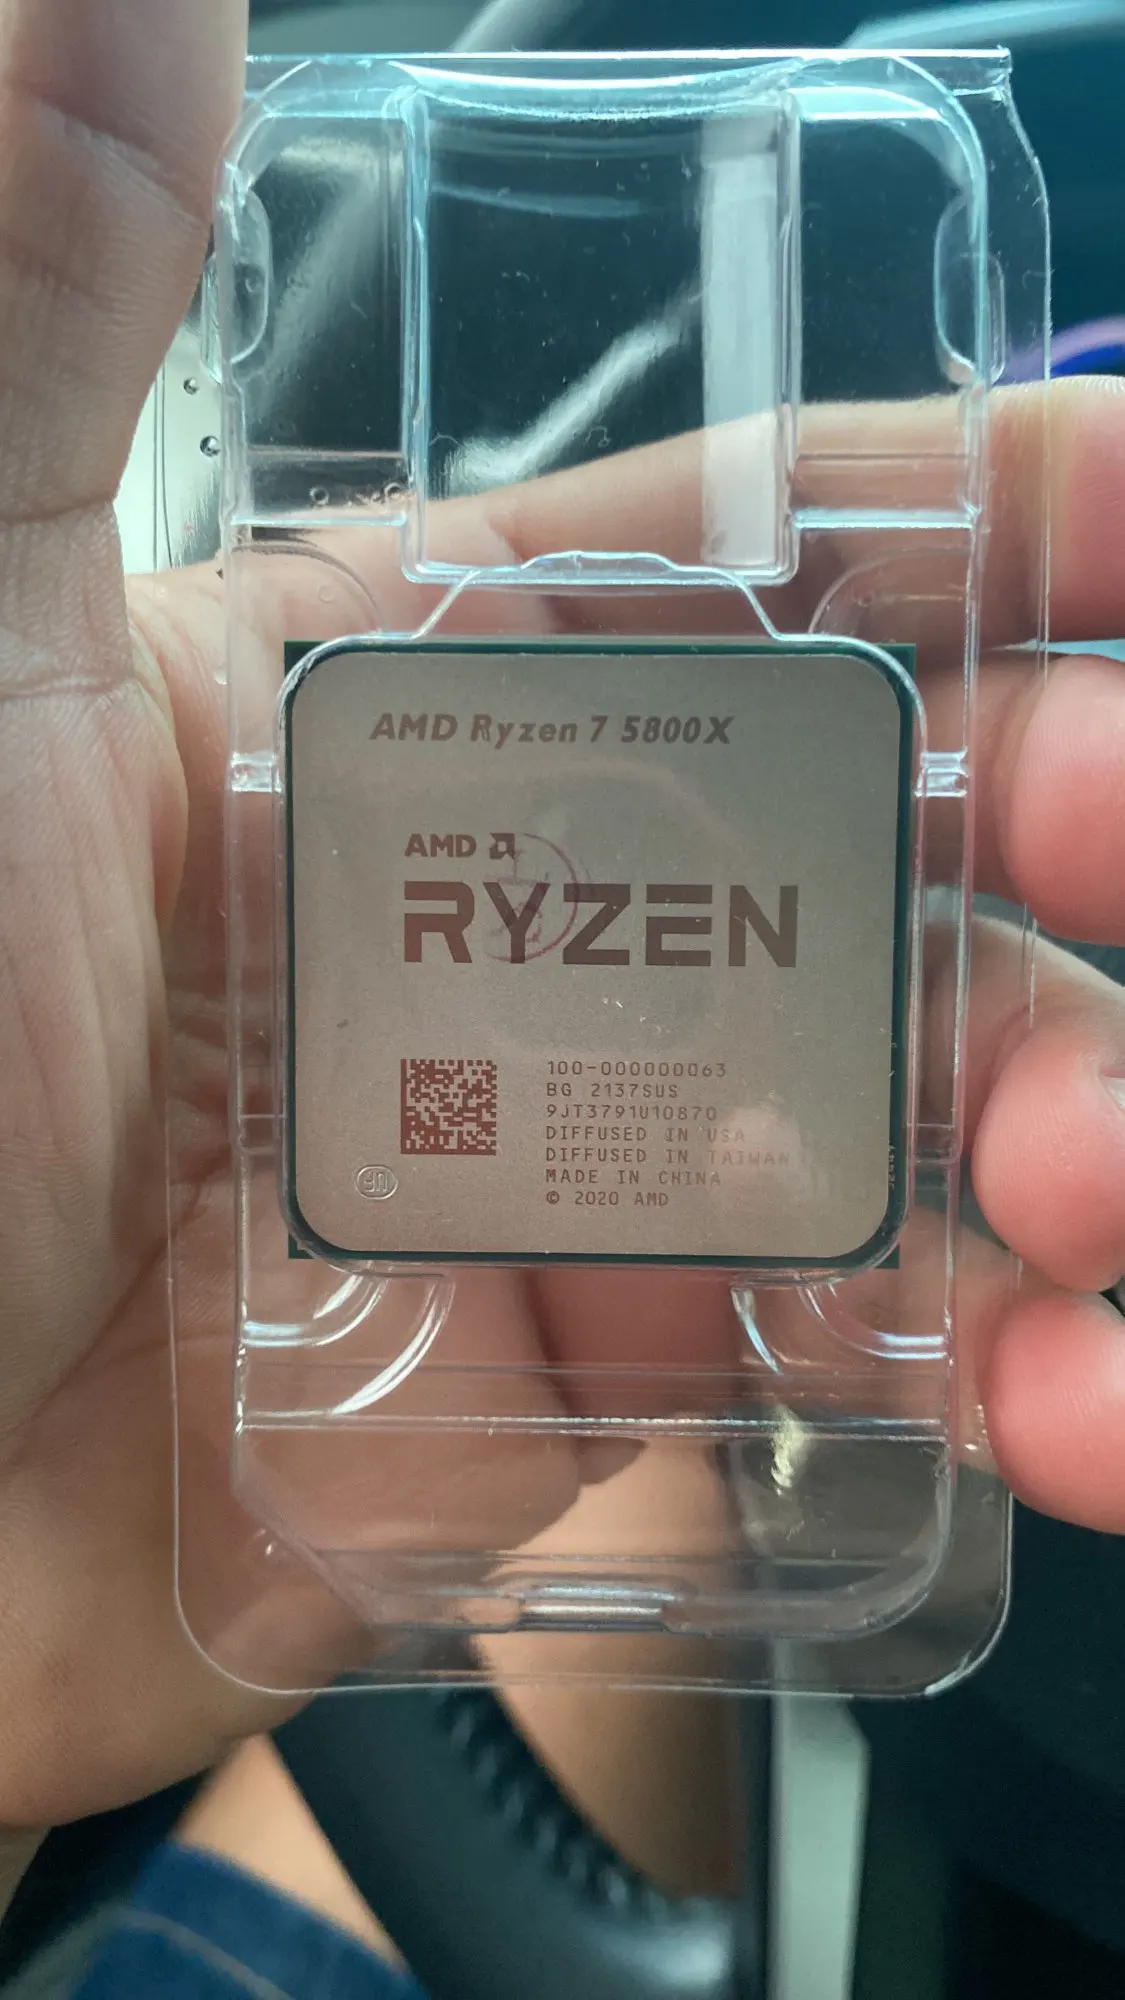 AMD Ryzen 7 5800X
AMD
RYZEN
100-000000063
BG 2137SUS
9JT3791U10870
DIFFUSED IN USA
DIFFUSED IN TAIWAN
MADE IN CHINA
© 2020 AMD